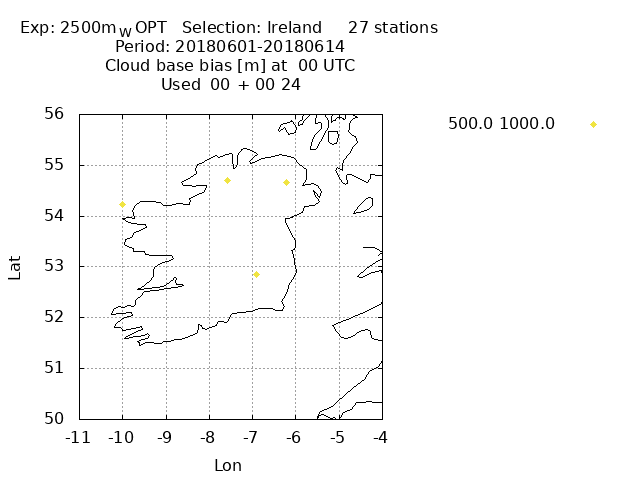 Exp: 2500m_W OPT Selection: Ireland 27 stations
Period: 20180601-20180614
Cloud base bias [m] at 00 UTC
Used 00 + 00 24
500.0 1000.0
56
55
54
53
52
51
50
Lat
-11 -10 -9 -8 -7 -6 -5 -4
Lon